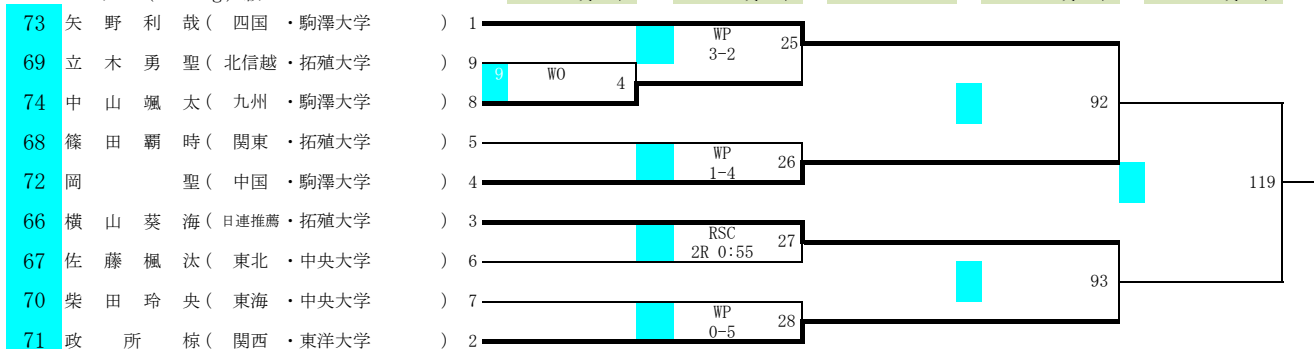 73 矢野利哉( 四国 ・駒澤大学 ) 1
WP 25
3-2
69 立木勇聖( 北信越 ・拓殖大学 ) 9
9 WO 4
74 中山颯太( 九州 ・駒澤大学 ) 8
92
68 篠田覇時( 関東 ・拓殖大学 ) 5
WP 26
1-4
72 岡 聖( 中国 ・駒澤大学 ) 4
119
66 横山葵海( 日連推薦 ・拓殖大学 ) 3
RSC 27
2R 0:55
67 佐藤楓汰( 東北 ・中央大学 ) 6
93
70 柴田玲央( 東海 ・中央大学 ) 7
WP 28
0-5
71 政所 椋( 関西 ・東洋大学 ) 2